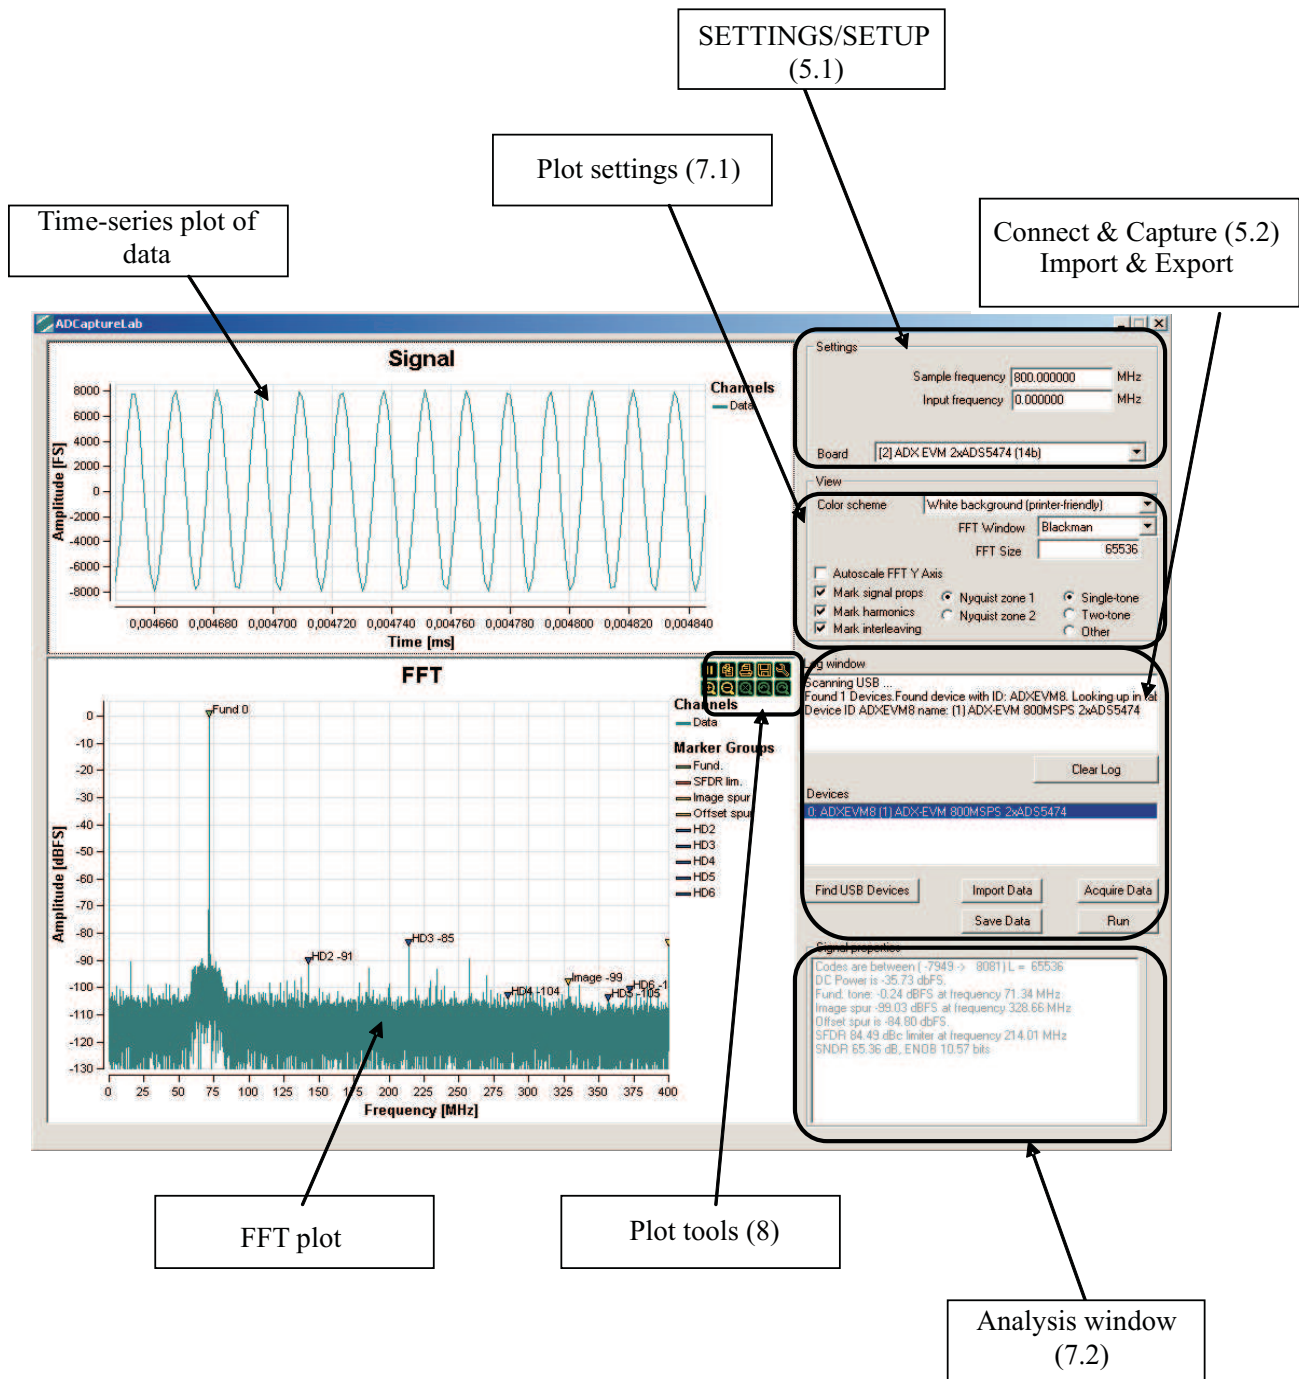 SETTINGS/SETUP
(5.1)
Plot settings (7.1)
Time-series plot of
data
Connect & Capture (5.2)
Import & Export
ADCaptureLab
Signal
8000
6000
4000
2000
0
-2000
-4000
-6000
-8000
Amplitude [FS]
0,004660 0,004680 0,004700 0,004720 0,004740 0,004760 0,004780 0,004800 0,004820 0,004840
Time [ms]
Channels
Data
Settings
Sample frequency 800.000000 MHz
Input frequency 0.000000 MHz
Board [2] ADX EVM 2xADS5474 (14b)
View
Color scheme White background (printer-friendly)
FFT Window Blackman
FFT Size 65536
Autoscale FFT Y Axis
Mark signal props Nyquist zone 1 Single-tone
Mark harmonics Nyquist zone 2 Two-tone
Mark interleaving Other
FFT
Channels
Data
Marker Groups
Fund.
SFDR lim.
Image spur
Offset spur
HD2
HD3
HD4
HD5
HD6
0
-10
-20
-30
-40
-50
-60
-70
-80
-90
-100
-110
-120
-130
Amplitude [dBFS]
Fund 0
HD2 -91
HD3 -85
HD4 -104
Image -99
HD6 -1
HD5 -105
0 25 50 75 100 125 150 175 200 225 250 275 300 325 350 375 400
Frequency [MHz]
Log window
Scanning USB ...
Found 1 Devices.Found device with ID: ADXEVM8. Looking up in
Device ID ADXEVM8 name: (1) ADX-EVM 800MSPS 2xADS5474
Clear Log
Devices
0: ADXEVM8 (1) ADX-EVM 800MSPS 2xADS5474
Find USB Devices Import Data Acquire Data
Save Data Run
Signal properties
Codes are between ( -7949 -> 8081) L = 65536
DC Power is -35.73 dbFS.
Fund. tone: -0.24 dBFS at frequency 71.34 MHz
Image spur -99.03 dBFS at frequency 328.66 MHz
Offset spur is -84.80 dbFS.
SFDR 84.49 dBc limiter at frequency 214.01 MHz
SNDR 65.36 dB, ENOB 10.57 bits
FFT plot
Plot tools (8)
Analysis window
(7.2)